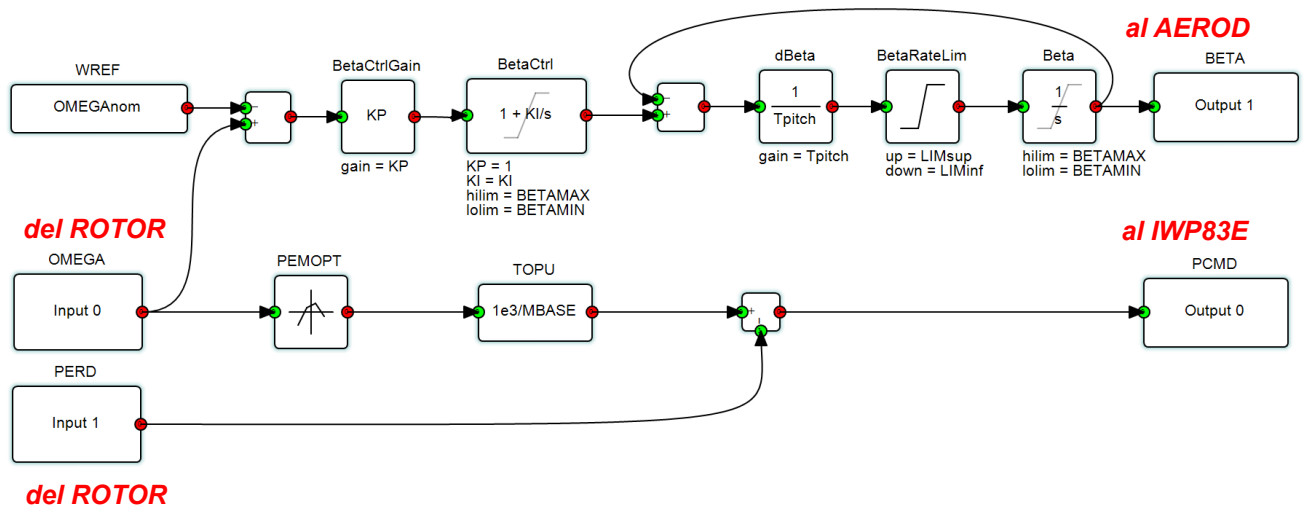 al AEROD
WREF
BetaCtrlGain
BetaCtrl
dBeta
BetaRateLim
Beta
BETA
OMEGAnom
−
+
KP
1 + KI/s
−
+
1
Tpitch
1
s
Output 1
gain = KP
KP = 1
KI = KI
hilim = BETAMAX
lolim = BETAMIN
gain = Tpitch
up = LIMsup
down = LIMinf
hilim = BETAMAX
lolim = BETAMIN
del ROTOR
al IWP83E
OMEGA
PEMOPT
TOPU
PCMD
Input 0
1e3/MBASE
+
-
Output 0
PERD
Input 1
del ROTOR